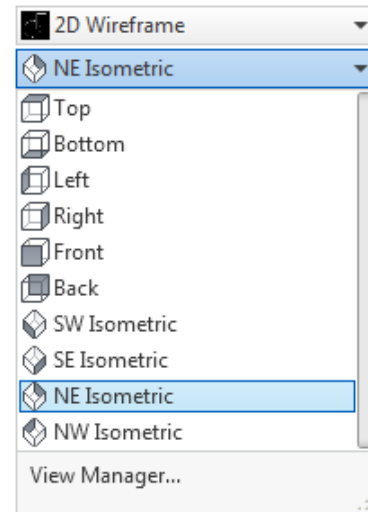 2D Wireframe
NE Isometric
Top
Bottom
Left
Right
Front
Back
SW Isometric
SE Isometric
NE Isometric
NW Isometric
View Manager...